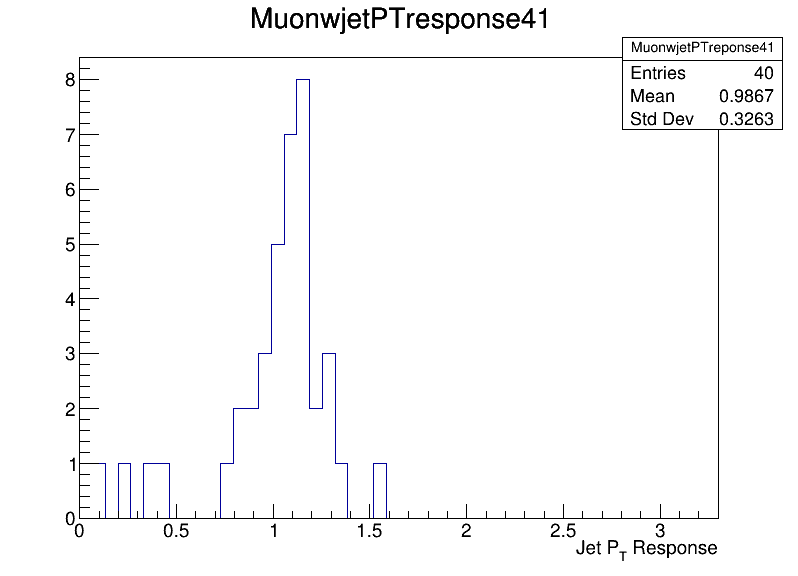 MuonwjetPTresponse41
MuonwjetPTreponse41
Entries 40
Mean 0.9867
Std Dev 0.3263
8
7
6
5
4
3
2
1
0
0 0.5 1 1.5 2 2.5 3
Jet PT Response